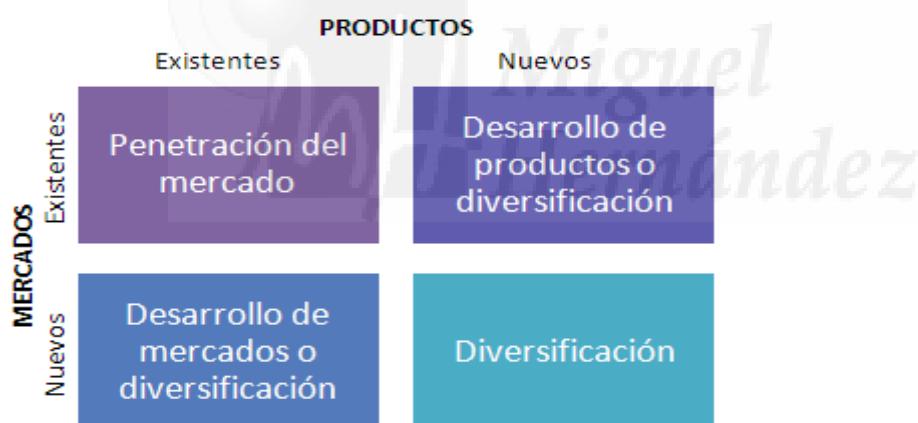 PRODUCTOS
Existentes
Nuevos
MERCADOS
Existentes
Penetración del
mercado
Desarrollo de
productos o
diversificación
Nuevos
Desarrollo de
mercados o
diversificación
Diversificación
Miguel
Hernández